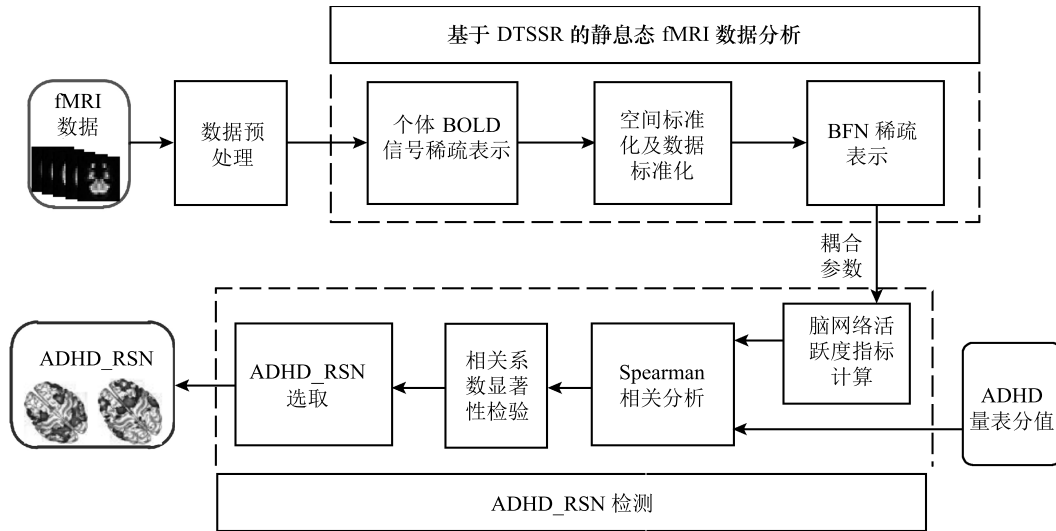 基于 DTSSR 的静息态 fMRI 数据分析
fMRI
数据
数据预
处理
个体 BOLD
信号稀疏表示
空间标准
化及数据
标准化
BFN 稀疏
表示
耦合
参数
脑网络活
跃度指标
计算
ADHD
量表分值
Spearman
相关分析
相关系
数显著
性检验
ADHD_RSN
选取
ADHD_RSN
ADHD_RSN 检测